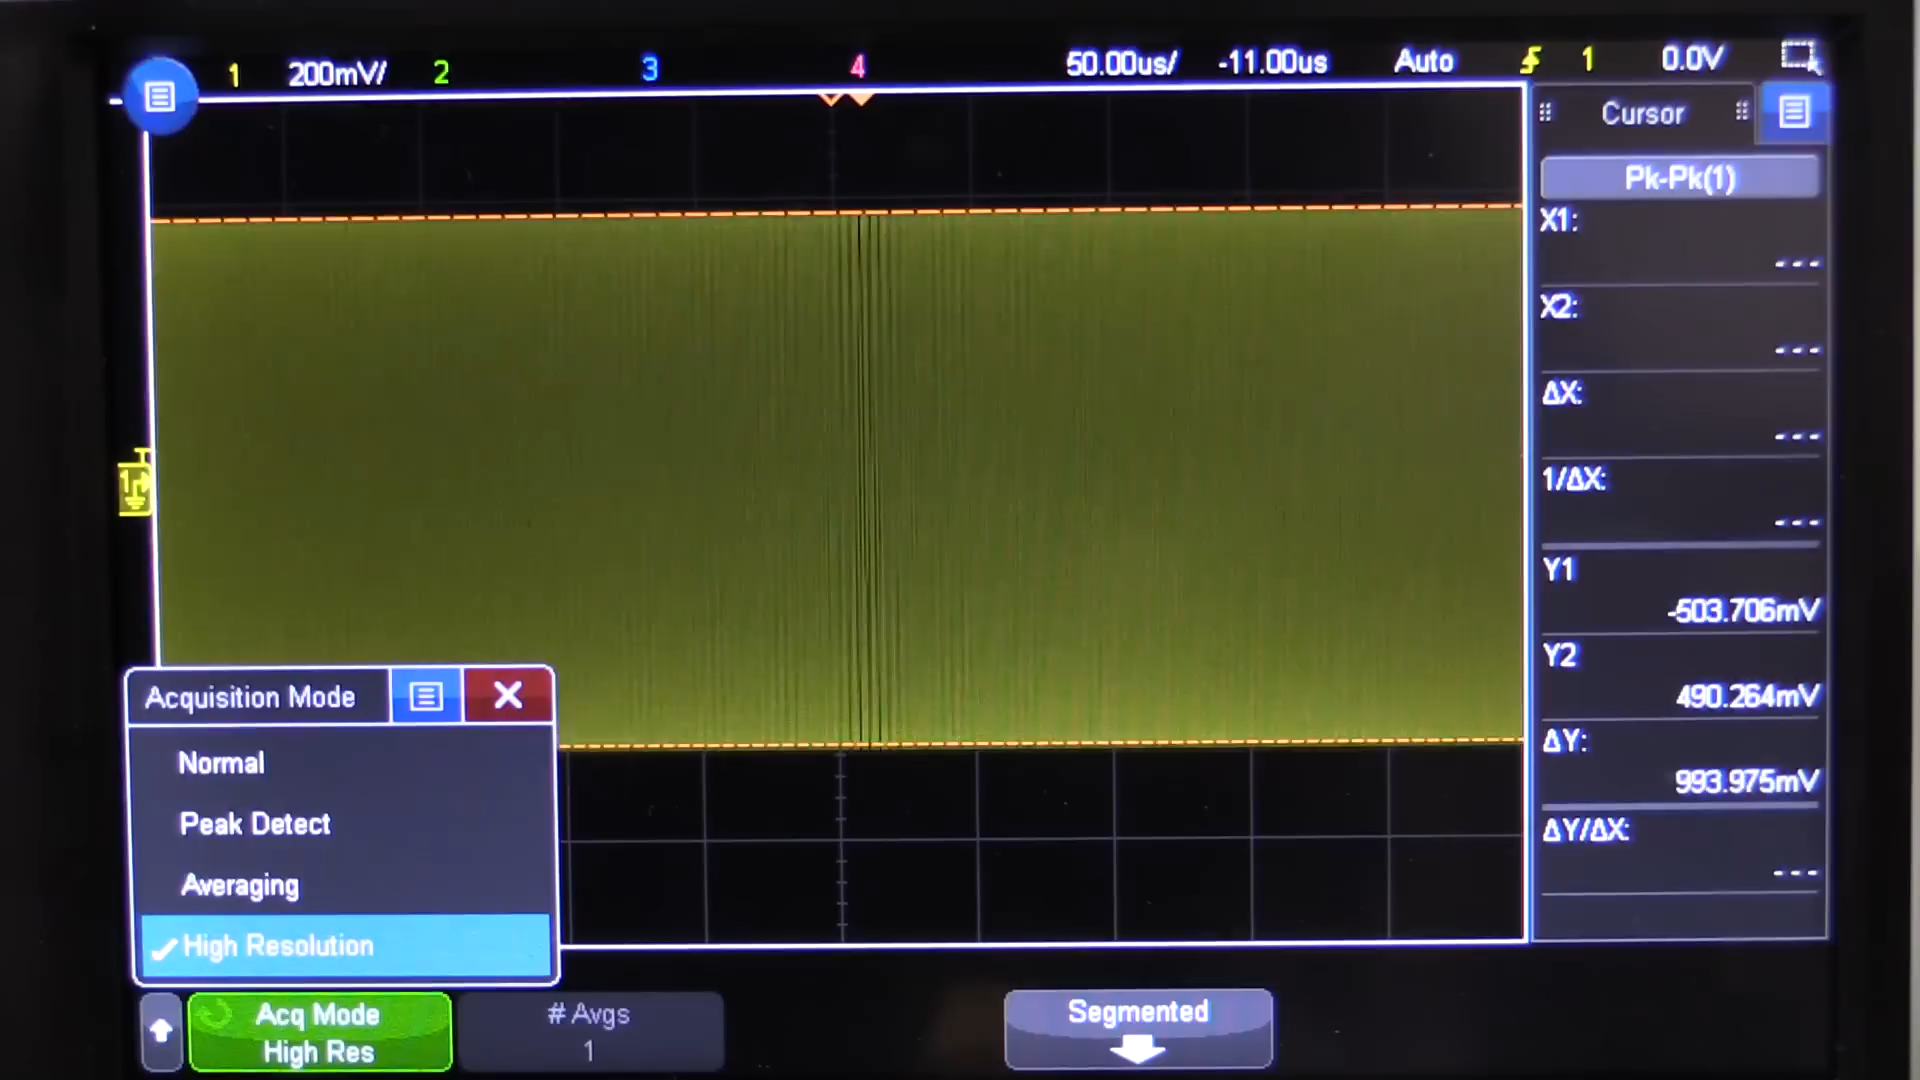 1 200mV/ 2 3 4 50.00us/ -11.00us Auto 1 0.0V
Cursor
Pk-Pk(1)
X1:
---
X2:
---
ΔX:
---
1/ΔX:
---
Y1
-503.706mV
Y2
490.264mV
ΔY:
993.975mV
ΔY/ΔX:
---
T
1
Acquisition Mode
Normal
Peak Detect
Averaging
High Resolution
Acq Mode
High Res
# Avgs
1
Segmented